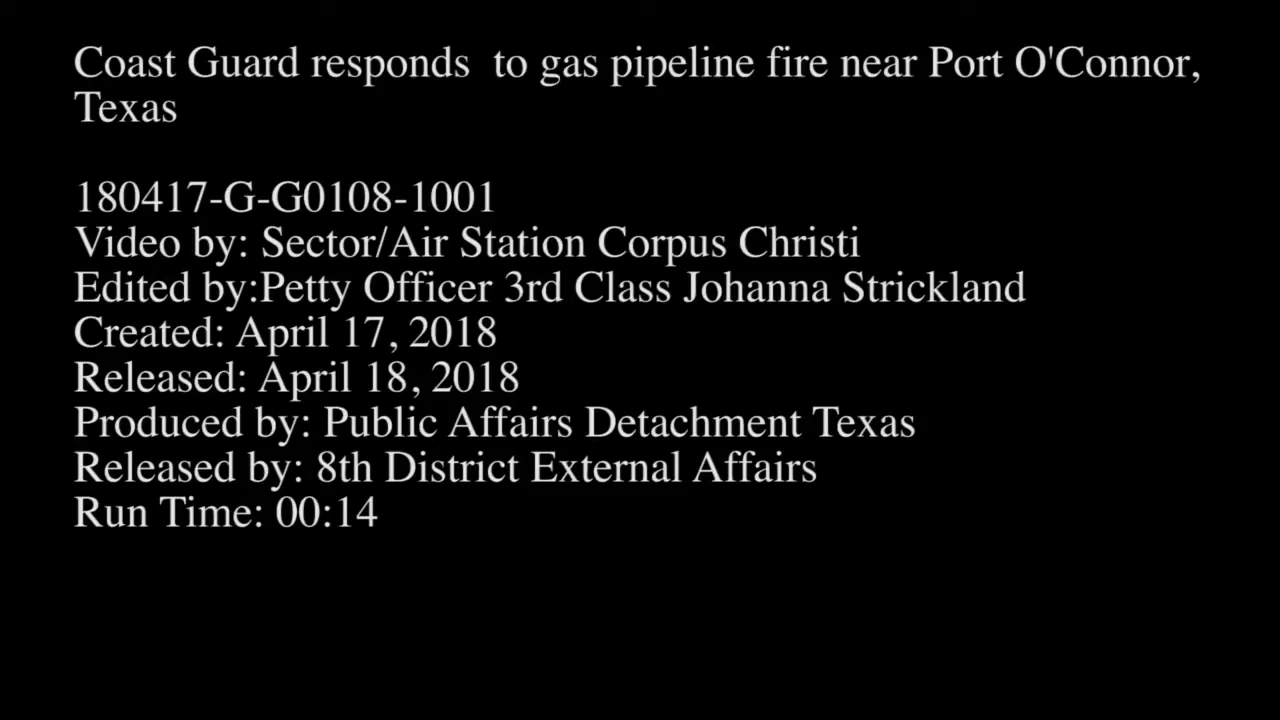 Coast Guard responds  to gas pipeline fire near Port O'Connor,
Texas
180417-G-G0108-1001
Video by: Sector/Air Station Corpus Christi
Edited by:Petty Officer 3rd Class Johanna Strickland
Created: April 17, 2018
Released: April 18, 2018
Produced by: Public Affairs Detachment Texas
Released by: 8th District External Affairs
Run Time: 00:14